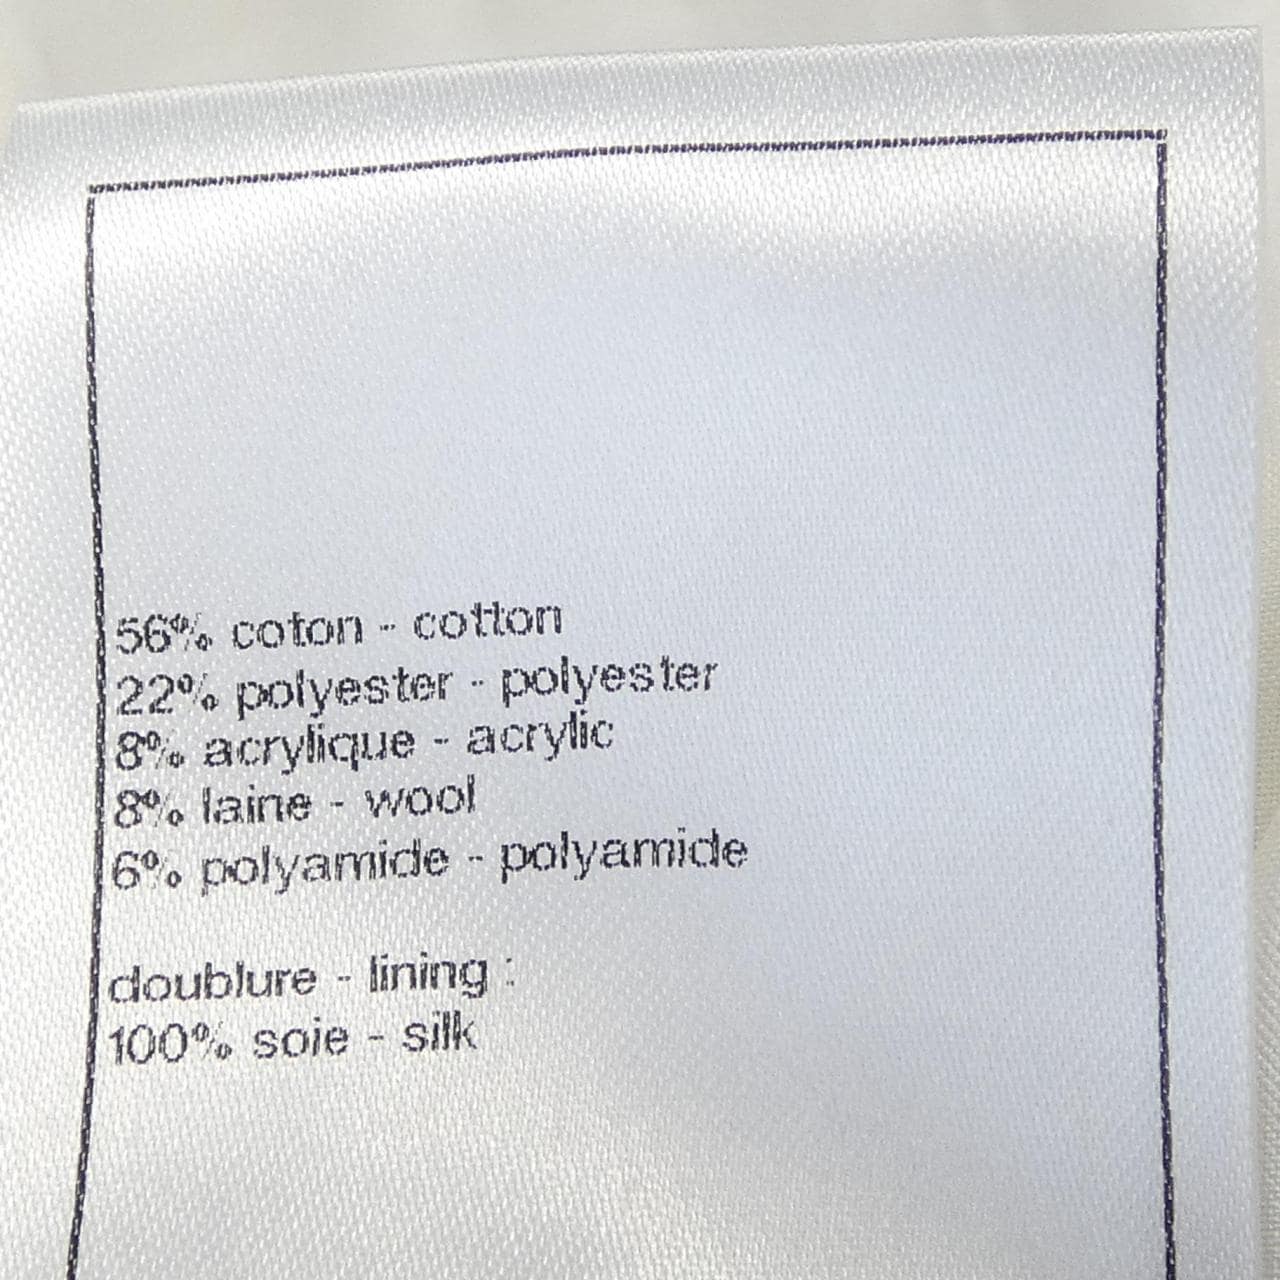 56% coton - cotton
22% polyester - polyester
8% acrylique - acrylic
8% laine - wool
6% polyamide - polyamide
doublure - lining :
100% soie - silk